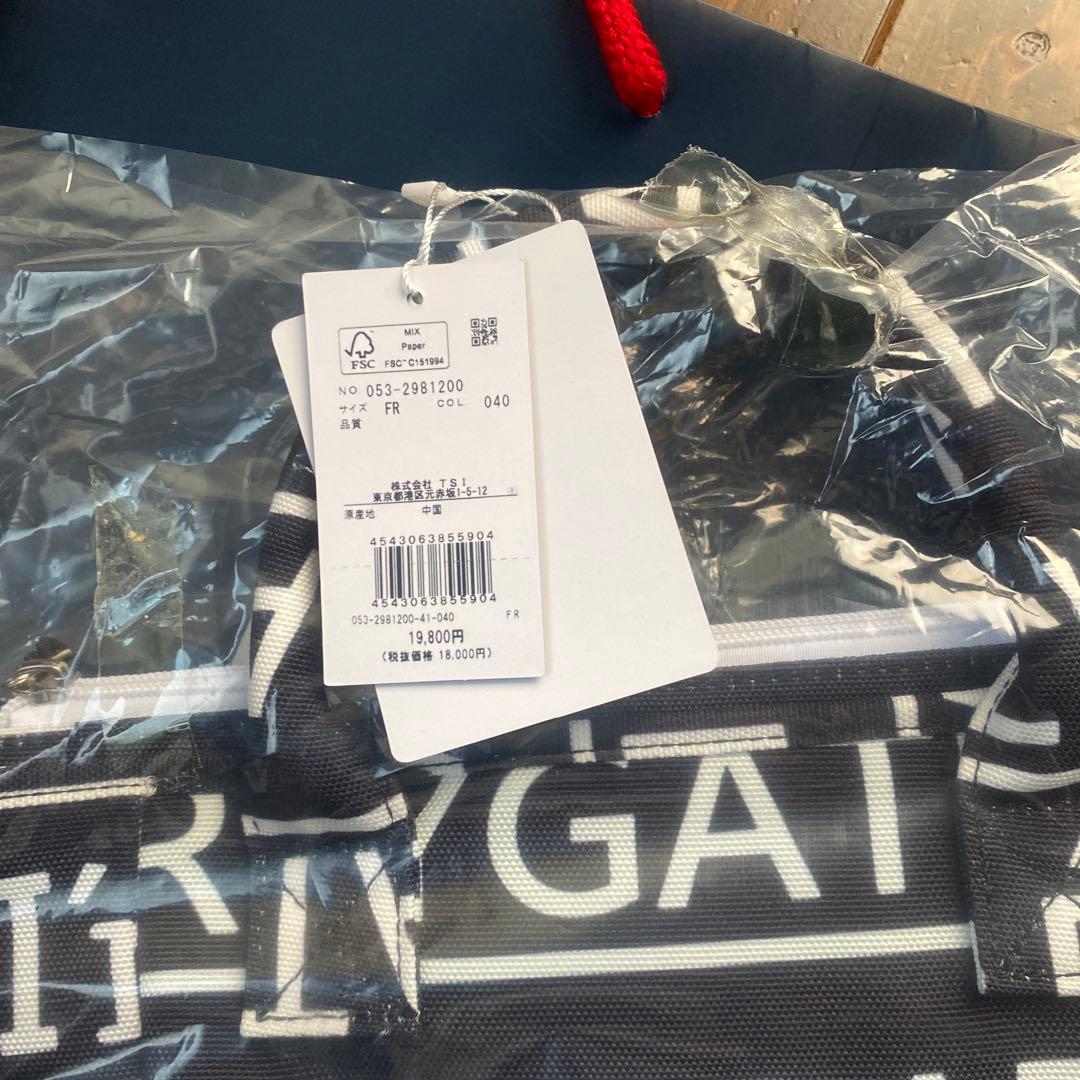 MIX
Paper
FSC™ C151994
FSC
NO. 053-2981200
サイズ FR COL. 040
品質
株式会社 TSI
東京都港区元赤坂1-5-12
原産地 中国
4543063855904
4543063855904
053-2981200-41-040 FR
19,800円
(税抜価格 18,000円)
GAT